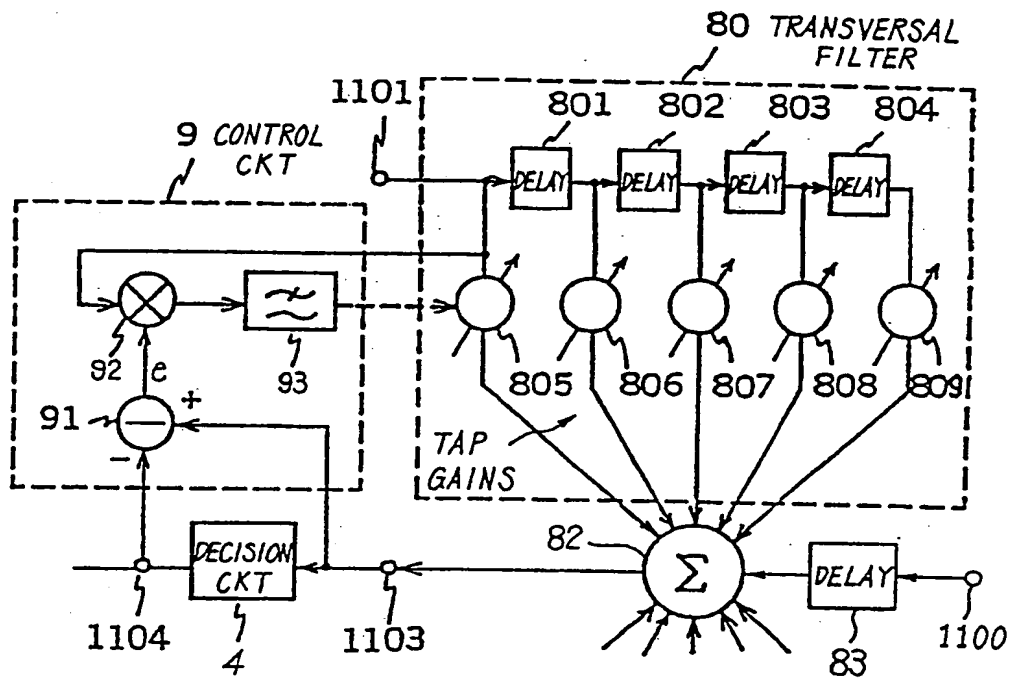 80 TRANSVERSAL
FILTER
1101
801
802
803
804
9 CONTROL
CKT
DELAY
DELAY
DELAY
DELAY
92
e
93
805
806
807
808
809
91
+
−
−
TAP
GAINS
82
Σ
DECISION
CKT
DELAY
1104
4
1103
83
1100